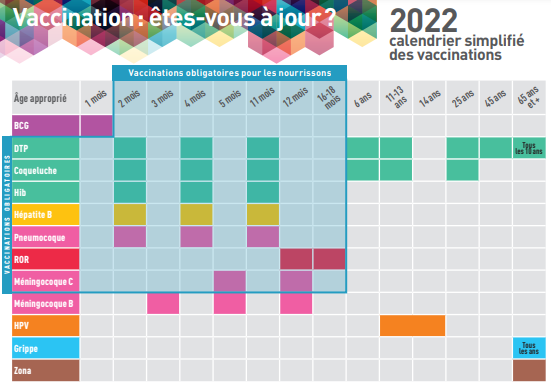 Vaccination : êtes-vous à jour ?
2022
calendrier simplifié
des vaccinations
Vaccinations obligatoires pour les nourrissons
Âge approprié
1 mois
2 mois
3 mois
4 mois
5 mois
11 mois
12 mois
16-18
mois
6 ans
11-13
ans
14 ans
25 ans
45 ans
65 ans
et +
VACCINATIONS OBLIGATOIRES
BCG
DTP
Tous
les 10 ans
Coqueluche
Hib
Hépatite B
Pneumocoque
ROR
Méningocoque C
Méningocoque B
HPV
Grippe
Tous
les ans
Zona